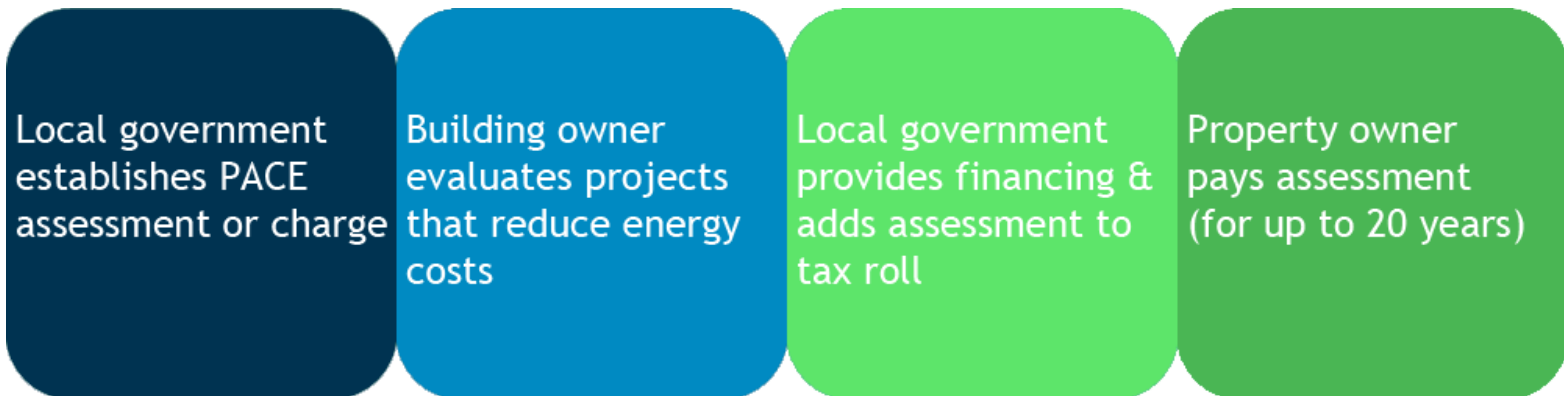 Local government
establishes PACE
assessment or charge
Building owner
evaluates projects
that reduce energy
costs
Local government
provides financing &
adds assessment to
tax roll
Property owner
pays assessment
(for up to 20 years)